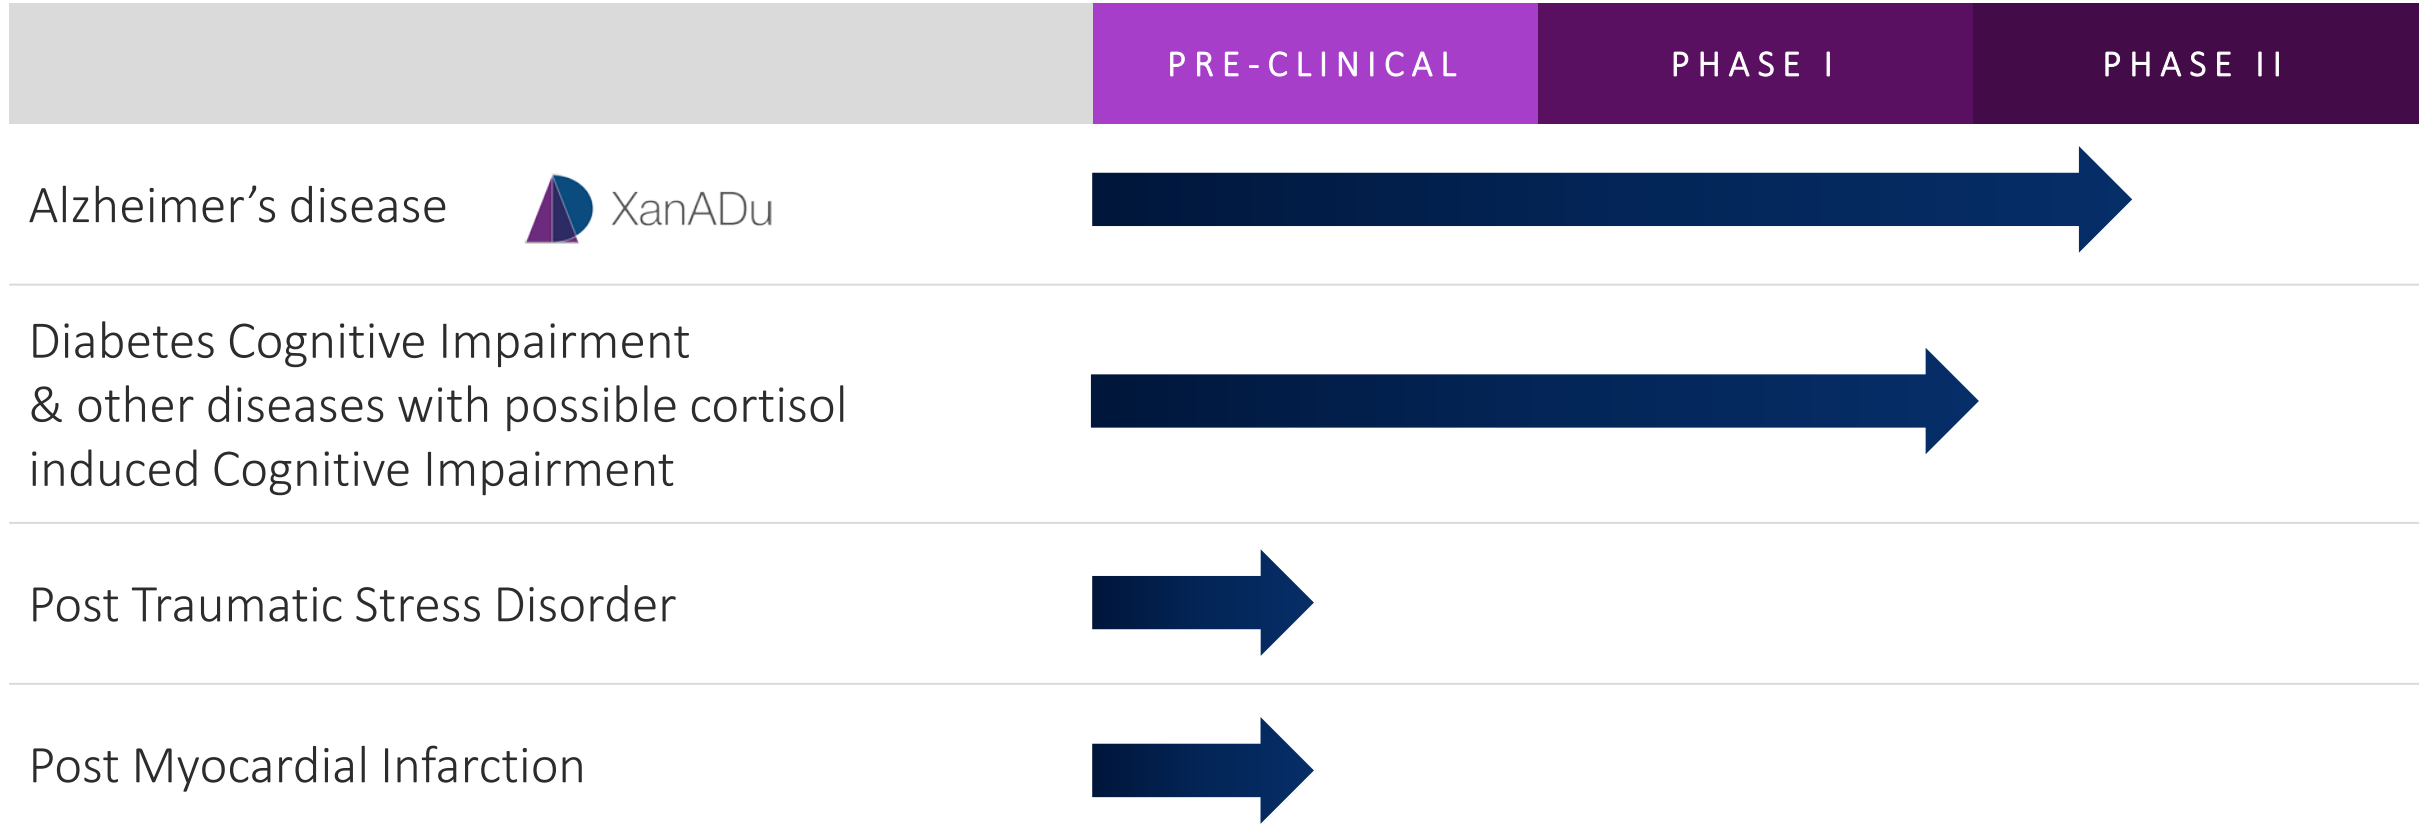 PRE-CLINICAL PHASE I PHASE II
Alzheimer’s disease XanADu
Diabetes Cognitive Impairment
& other diseases with possible cortisol
induced Cognitive Impairment
Post Traumatic Stress Disorder
Post Myocardial Infarction